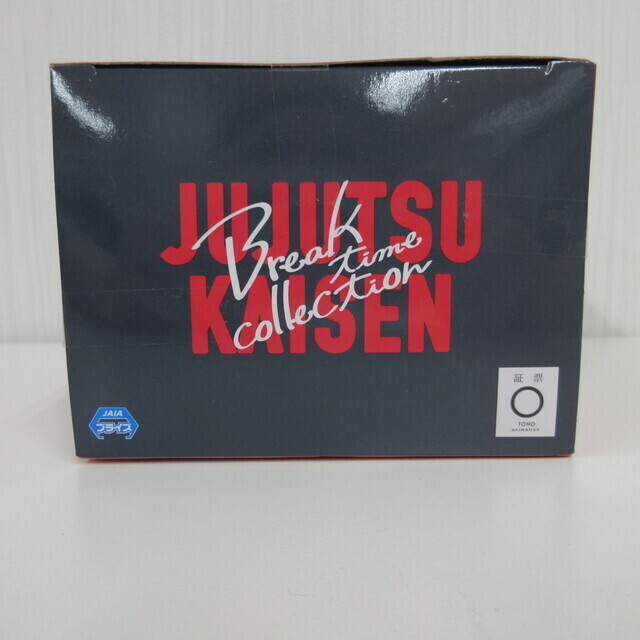 JUJUTSU
KAISEN
Break
time
collection
JAIA
プライズ
証票
TOHO
animation